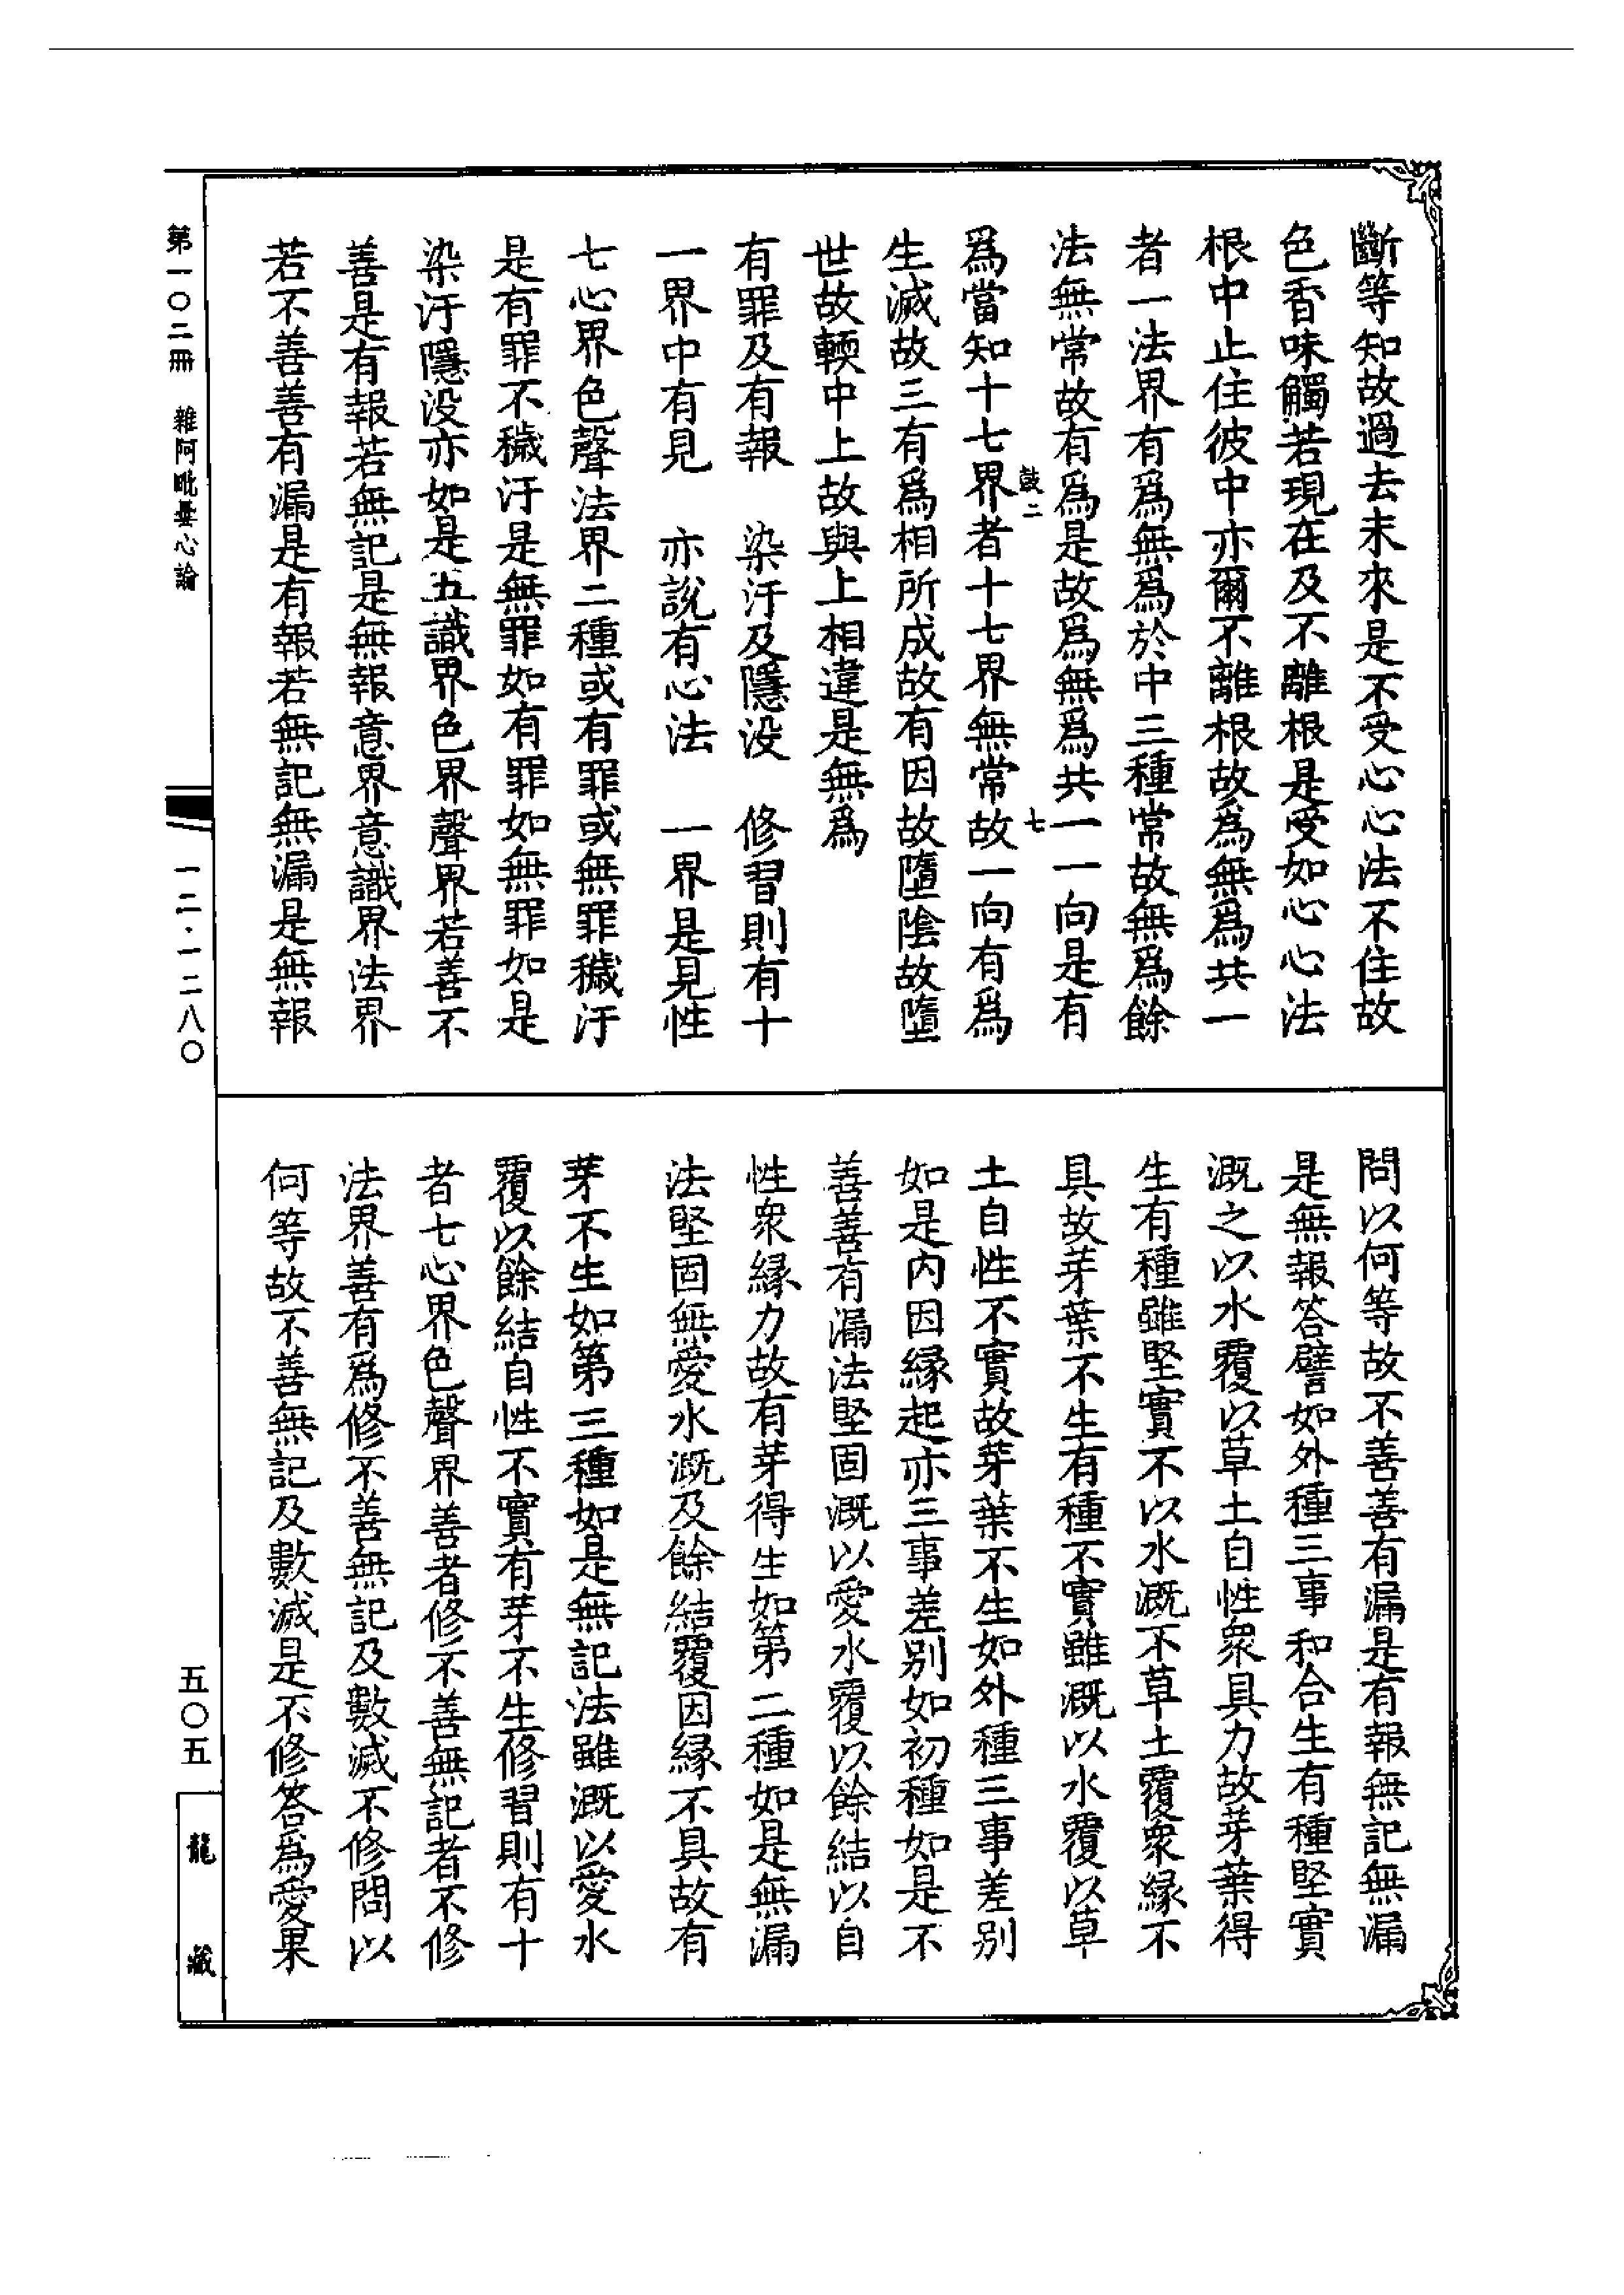 斷等知故過去未來是不受心心法不住故
色香味觸若現在及不離根是受如心心法
根中止住彼中亦爾不離根故爲無爲共一
者一法界有爲無爲於中三種常故無爲餘
法無常故有爲是故爲無爲共一一向是有
鼓二
七
爲當知十七界者十七界無常故一向有爲
生滅故三有爲相所成故有因故墮陰故墮
世故輭中上故與上相違是無爲
有罪及有報　染汙及隱没　修習則有十
一界中有見　亦說有心法　一界是見性
七心界色聲法界二種或有罪或無罪穢汙
是有罪不穢汙是無罪如有罪如無罪如是
染汙隱没亦如是五識界色界聲界若善不
善是有報若無記是無報意界意識界法界
若不善善有漏是有報若無記無漏是無報
問以何等故不善善有漏是有報無記無漏
是無報答譬如外種三事和合生有種堅實
溉之以水覆以草土自性衆具力故芽葉得
生有種雖堅實不以水溉不草土覆衆緣不
具故芽葉不生有種不實雖溉以水覆以草
土自性不實故芽葉不生如外種三事差别
如是内因緣起亦三事差别如初種如是不
善善有漏法堅固溉以愛水覆以餘結以自
性衆緣力故有芽得生如第二種如是無漏
法堅固無愛水溉及餘結覆因緣不具故有
芽不生如第三種如是無記法雖溉以愛水
覆以餘結自性不實有芽不生修習則有十
者七心界色聲界善者修不善無記者不修
法界善有爲修不善無記及數滅不修問以
何等故不善無記及數滅是不修答爲愛果
第一〇二冊　雜阿毗曇心論
一二·一二八〇
五〇五
龍藏